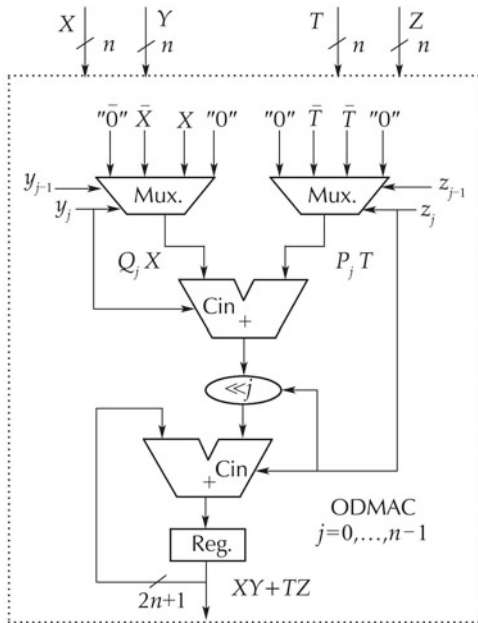 X Y T Z
n n n n
"0̄" X̄ X "0" "0" T̄ T̄ "0"
y_{j-1} Mux. Mux. z_{j-1}
y_j z_j
Q_j X P_j T
Cin
+
≪j
Cin
+
ODMAC
j=0,…,n−1
Reg.
2n+1 XY+TZ